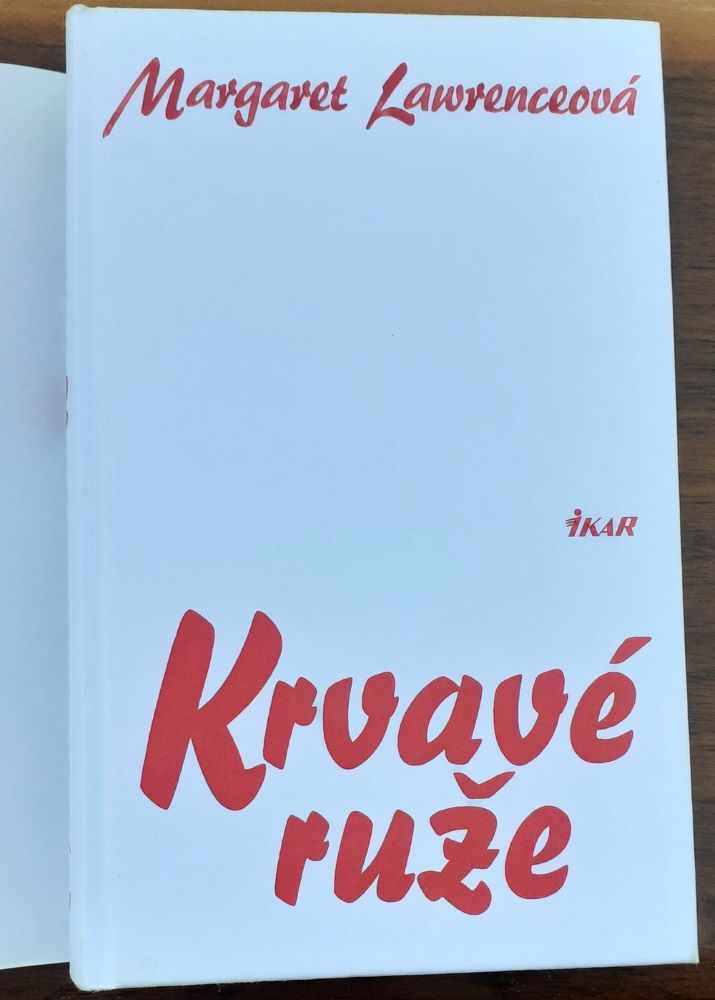 Margaret Lawrenceová
IKAR
Krvavé
ruže